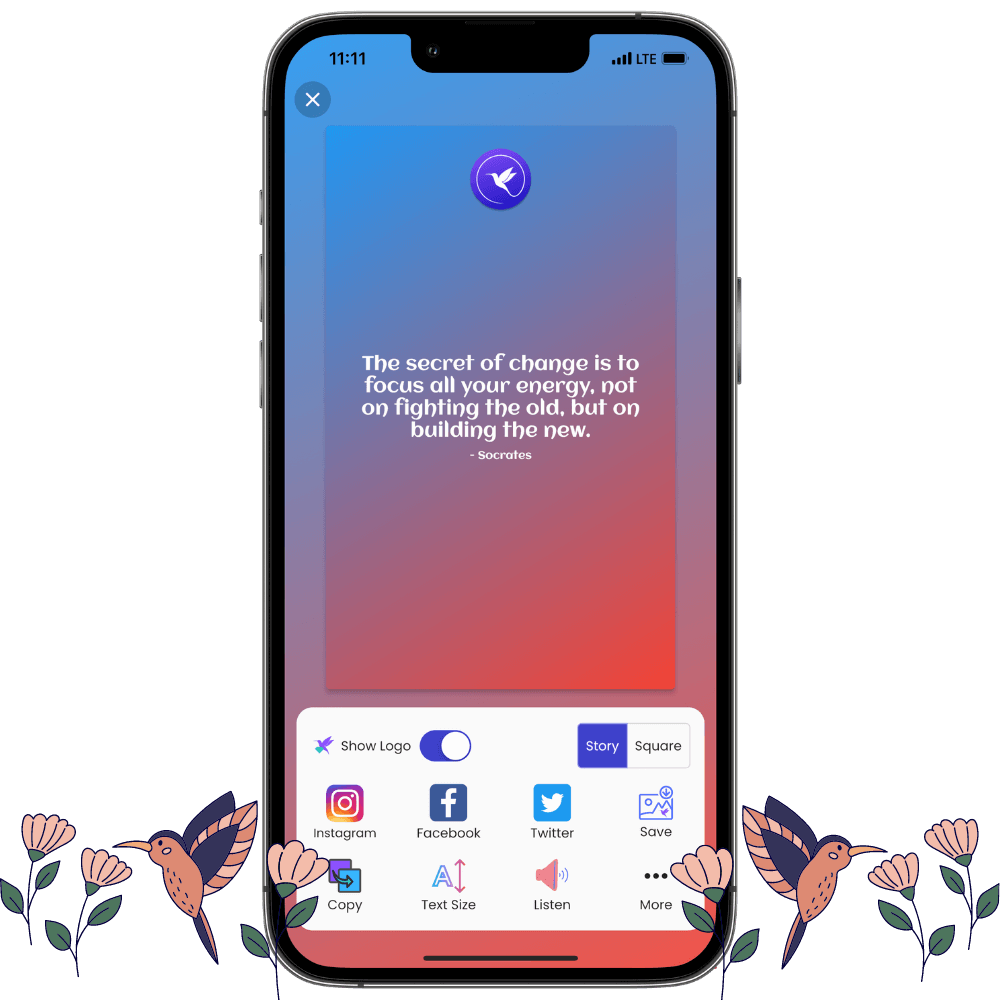 11:11
LTE
The secret of change is to
focus all your energy, not
on fighting the old, but on
building the new.
- Socrates
Show Logo
Story Square
Instagram Facebook Twitter Save
Copy Text Size Listen More